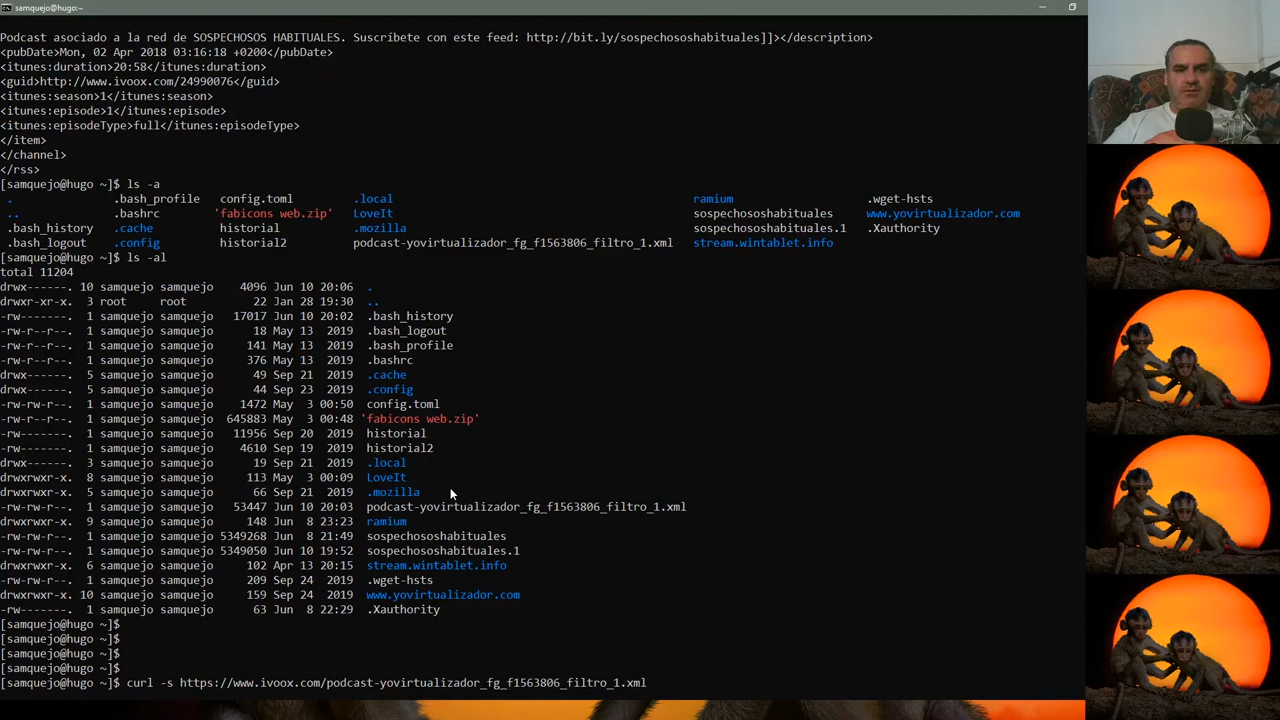 samquejo@hugo:~
Podcast asociado a la red de SOSPECHOSOS HABITUALES. Suscríbete con este feed: http://bit.ly/sospechososhabituales]]></description>
<pubDate>Mon, 02 Apr 2018 03:16:18 +0200</pubDate>
<itunes:duration>20:58</itunes:duration>
<guid>http://www.ivoox.com/24990076</guid>
<itunes:season>1</itunes:season>
<itunes:episode>1</itunes:episode>
<itunes:episodeType>full</itunes:episodeType>
</item>
</channel>
</rss>
[samquejo@hugo ~]$ ls -a
.              .bash_profile   config.toml         .local                                             ramium                  .wget-hsts
..             .bashrc        'fabicons web.zip'   LoveIt                                             sospechososhabituales     www.yovirtualizador.com
.bash_history  .cache          historial           .mozilla                                           sospechososhabituales.1   .Xauthority
.bash_logout   .config         historial2          podcast-yovirtualizador_fg_f1563806_filtro_1.xml   stream.wintablet.info
[samquejo@hugo ~]$ ls -al
total 11204
drwx------. 10 samquejo samquejo    4096 Jun 10 20:06  .
drwxr-xr-x.  3 root     root          22 Jan 28 19:30  ..
-rw-------.  1 samquejo samquejo   17017 Jun 10 20:02  .bash_history
-rw-r--r--.  1 samquejo samquejo      18 May 13  2019  .bash_logout
-rw-r--r--.  1 samquejo samquejo     141 May 13  2019  .bash_profile
-rw-r--r--.  1 samquejo samquejo     376 May 13  2019  .bashrc
drwx------.  5 samquejo samquejo      49 Sep 21  2019  .cache
drwx------.  5 samquejo samquejo      44 Sep 23  2019  .config
-rw-rw-r--.  1 samquejo samquejo    1472 May  3 00:50  config.toml
-rw-r--r--.  1 samquejo samquejo  645883 May  3 00:48 'fabicons web.zip'
-rw-------.  1 samquejo samquejo   11956 Sep 20  2019  historial
-rw-------.  1 samquejo samquejo    4610 Sep 19  2019  historial2
drwx------.  3 samquejo samquejo      19 Sep 21  2019  .local
drwxrwxr-x.  8 samquejo samquejo     113 May  3 00:09  LoveIt
drwxrwxr-x.  5 samquejo samquejo      66 Sep 21  2019  .mozilla
-rw-rw-r--.  1 samquejo samquejo   53447 Jun 10 20:03  podcast-yovirtualizador_fg_f1563806_filtro_1.xml
drwxrwxr-x.  9 samquejo samquejo     148 Jun  8 23:23  ramium
-rw-rw-r--.  1 samquejo samquejo 5349268 Jun  8 21:49  sospechososhabituales
-rw-rw-r--.  1 samquejo samquejo 5349050 Jun 10 19:52  sospechososhabituales.1
drwxrwxr-x.  6 samquejo samquejo     102 Apr 13 20:15  stream.wintablet.info
-rw-rw-r--.  1 samquejo samquejo     209 Sep 24  2019  .wget-hsts
drwxrwxr-x. 10 samquejo samquejo     159 Sep 24  2019  www.yovirtualizador.com
-rw-------.  1 samquejo samquejo      63 Jun  8 22:29  .Xauthority
[samquejo@hugo ~]$
[samquejo@hugo ~]$
[samquejo@hugo ~]$
[samquejo@hugo ~]$
[samquejo@hugo ~]$ curl -s https://www.ivoox.com/podcast-yovirtualizador_fg_f1563806_filtro_1.xml